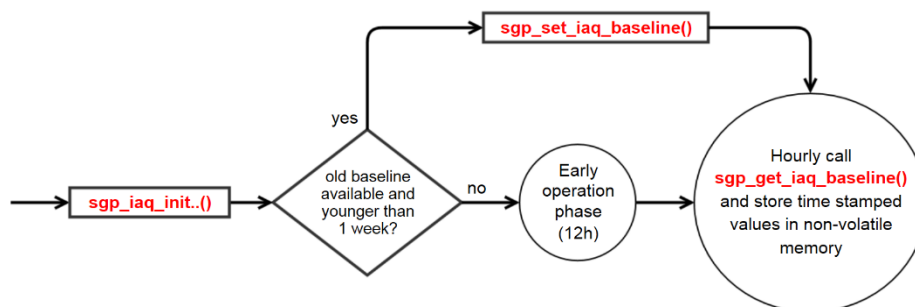 sgp_set_iaq_baseline()
yes
sgp_iaq_init..()
old baseline
available and
younger than
1 week?
no
Early
operation
phase
(12h)
Hourly call
sgp_get_iaq_baseline()
and store time stamped
values in non-volatile
memory